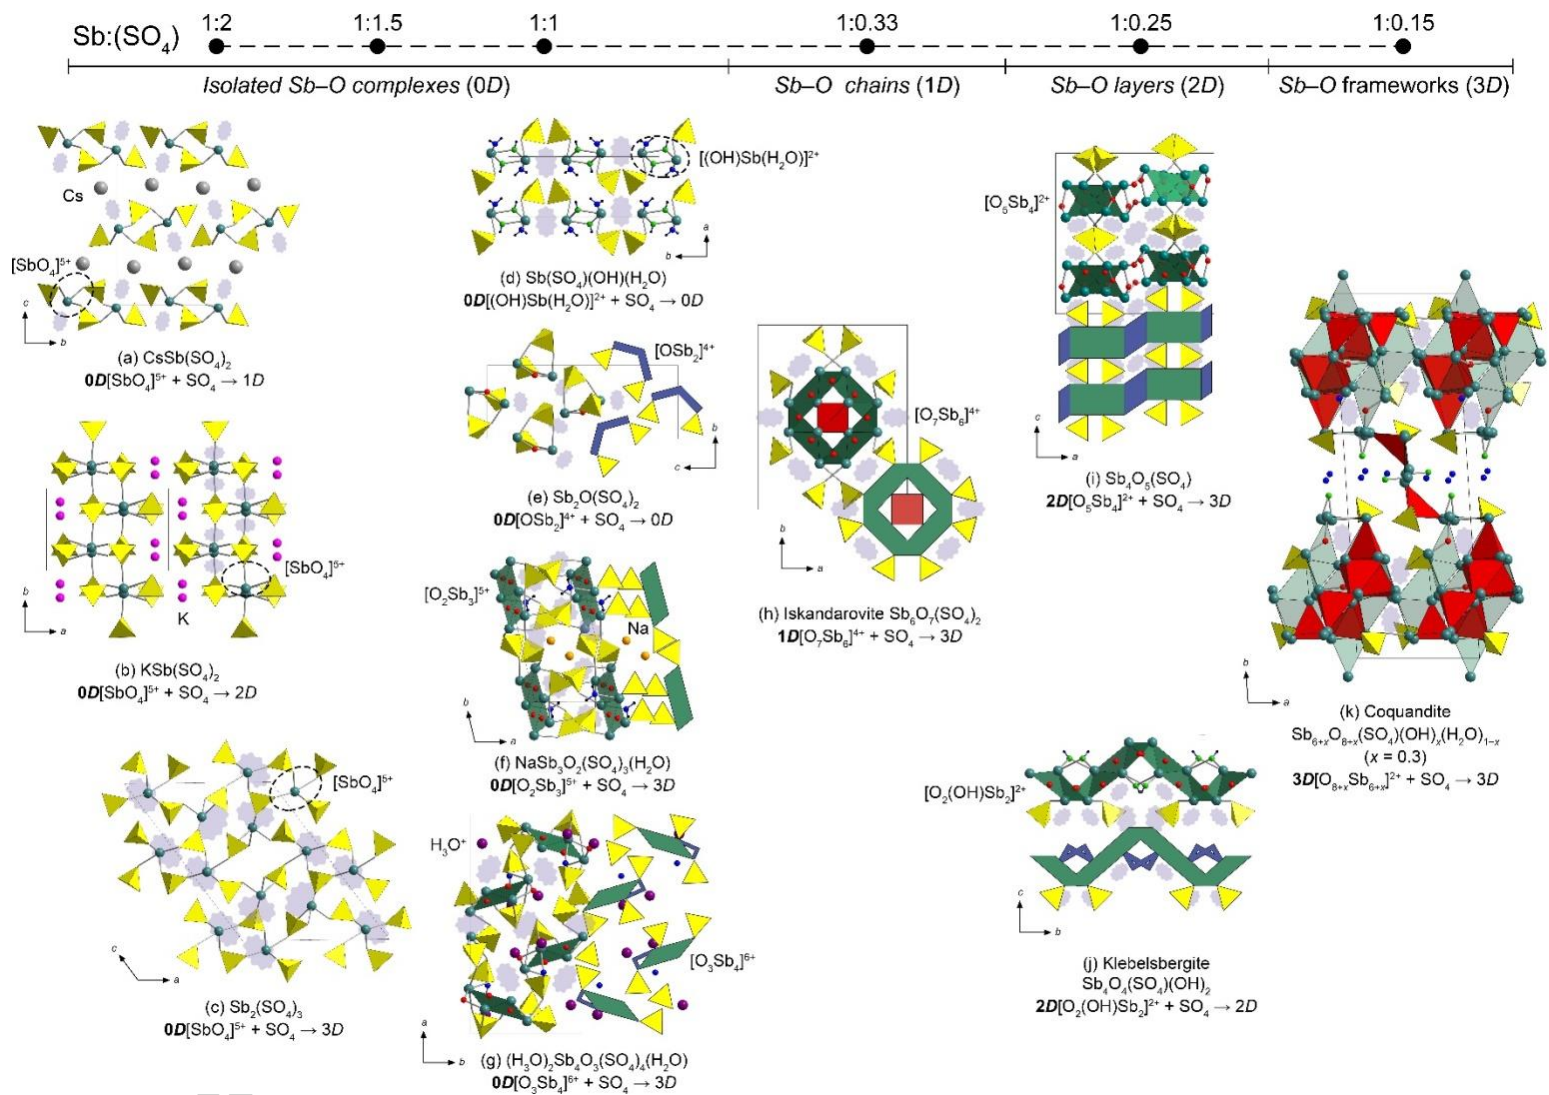 Sb:(SO₄) 1:2 1:1.5 1:1 1:0.33 1:0.25 1:0.15
Isolated Sb–O complexes (0D) Sb–O chains (1D) Sb–O layers (2D) Sb–O frameworks (3D)
Cs
[SbO₄]⁵⁺
c
b
(a) CsSb(SO₄)₂
0D[SbO₄]⁵⁺ + SO₄ → 1D
[SbO₄]⁵⁺
K
b
a
(b) KSb(SO₄)₂
0D[SbO₄]⁵⁺ + SO₄ → 2D
[SbO₄]⁵⁺
c
a
(c) Sb₂(SO₄)₃
0D[SbO₄]⁵⁺ + SO₄ → 3D
[(OH)Sb(H₂O)]²⁺
a
b
(d) Sb(SO₄)(OH)(H₂O)
0D[(OH)Sb(H₂O)]²⁺ + SO₄ → 0D
[OSb₂]⁴⁺
b
c
(e) Sb₂O(SO₄)₂
0D[OSb₂]⁴⁺ + SO₄ → 0D
[O₂Sb₃]⁵⁺
Na
b
a
(f) NaSb₃O₂(SO₄)₃(H₂O)
0D[O₂Sb₃]⁵⁺ + SO₄ → 3D
H₃O⁺
[O₃Sb₄]⁶⁺
a
b
(g) (H₃O)₂Sb₄O₃(SO₄)₄(H₂O)
0D[O₃Sb₄]⁶⁺ + SO₄ → 3D
[O₇Sb₆]⁴⁺
b
a
(h) Iskandarovite Sb₆O₇(SO₄)₂
1D[O₇Sb₆]⁴⁺ + SO₄ → 3D
[O₅Sb₄]²⁺
c
a
(i) Sb₄O₅(SO₄)
2D[O₅Sb₄]²⁺ + SO₄ → 3D
[O₂(OH)Sb₂]²⁺
c
b
(j) Klebelsbergite
Sb₄O₄(SO₄)(OH)₂
2D[O₂(OH)Sb₂]²⁺ + SO₄ → 2D
b
a
(k) Coquandite
Sb₆₊ₓO₈₊ₓ(SO₄)(OH)ₓ(H₂O)₁₋ₓ
(x = 0.3)
3D[O₈₊ₓSb₆₊ₓ]²⁺ + SO₄ → 3D